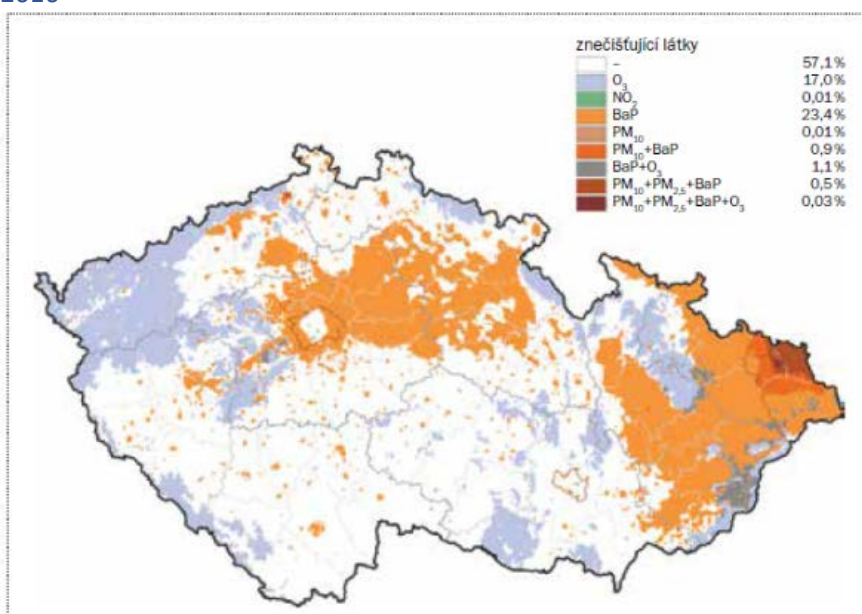 znečišťující látky
– 57,1 %
O3 17,0 %
NO2 0,01 %
BaP 23,4 %
PM10 0,01 %
PM10+BaP 0,9 %
BaP+O3 1,1 %
PM10+PM2,5+BaP 0,5 %
PM10+PM2,5+BaP+O3 0,03 %